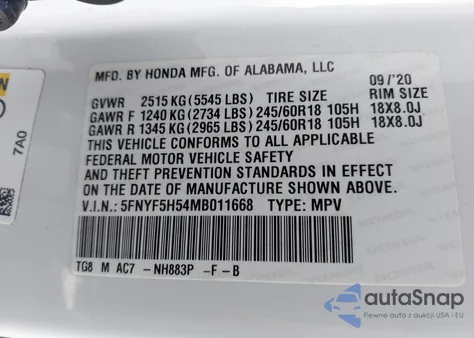 MFD. BY HONDA MFG. OF ALABAMA, LLC 09/'20
GVWR 2515 KG (5545 LBS) TIRE SIZE RIM SIZE
GAWR F 1240 KG (2734 LBS) 245/60R18 105H 18X8.0J
GAWR R 1345 KG (2965 LBS) 245/60R18 105H 18X8.0J
THIS VEHICLE CONFORMS TO ALL APPLICABLE
FEDERAL MOTOR VEHICLE SAFETY
AND THEFT PREVENTION STANDARDS IN EFFECT
ON THE DATE OF MANUFACTURE SHOWN ABOVE.
V.I.N.: 5FNYF5H54MB011668 TYPE: MPV
TG8 M AC7 -NH883P -F -B
7A0
autoSnap
Pewne auta z aukcji USA i EU